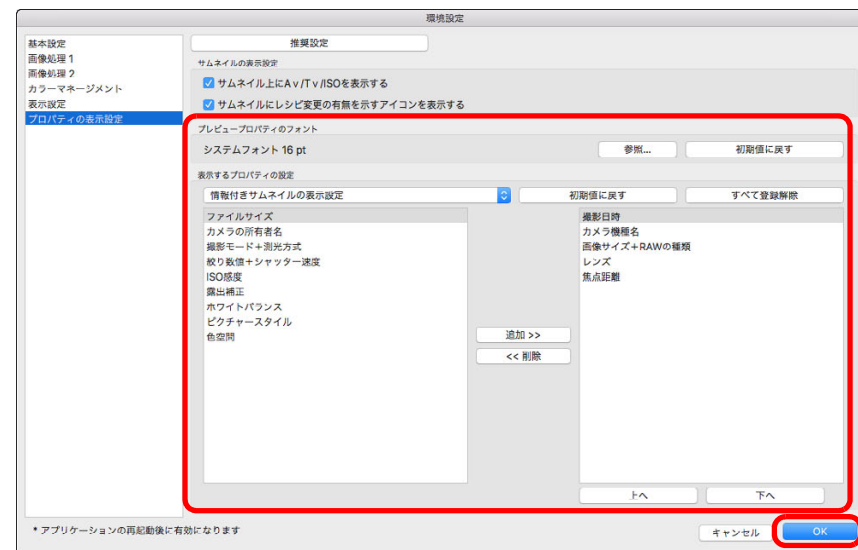 環境設定
基本設定
画像処理 1
画像処理 2
カラーマネージメント
表示設定
プロパティの表示設定
推奨設定
サムネイルの表示設定
サムネイル上にAv/Tv/ISOを表示する
サムネイルにレシピ変更の有無を示すアイコンを表示する
プレビュープロパティのフォント
システムフォント 16 pt
参照...
初期値に戻す
表示するプロパティの設定
情報付きサムネイルの表示設定
初期値に戻す
すべて登録解除
ファイルサイズ
カメラの所有者名
撮影モード+測光方式
絞り数値+シャッター速度
ISO感度
露出補正
ホワイトバランス
ピクチャースタイル
色空間
追加 >>
<< 削除
撮影日時
カメラ機種名
画像サイズ+RAWの種類
レンズ
焦点距離
上へ
下へ
* アプリケーションの再起動後に有効になります
キャンセル
OK